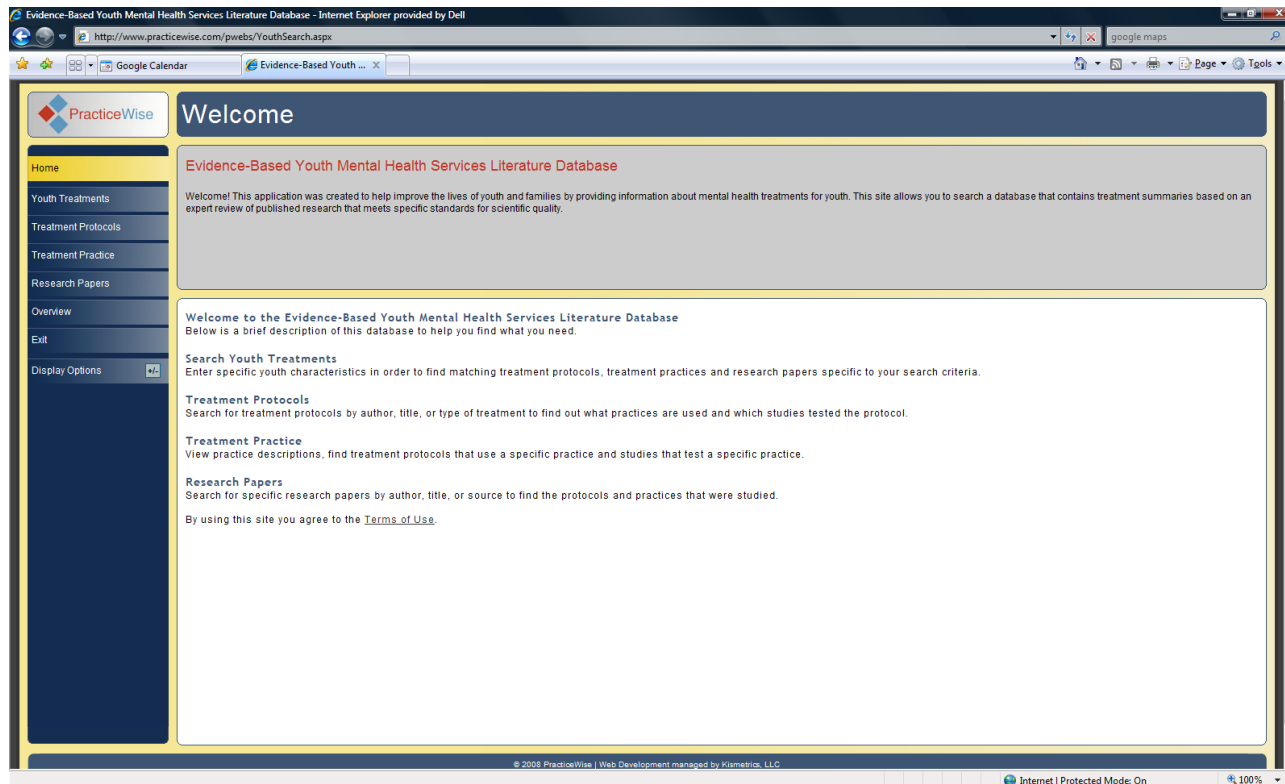 Evidence-Based Youth Mental Health Services Literature Database - Internet Explorer provided by Dell
http://www.practicewise.com/pwebs/YouthSearch.aspx
google maps
Google Calendar
Evidence-Based Youth ... X
Page
Tools
PracticeWise
Welcome
Home
Youth Treatments
Treatment Protocols
Treatment Practice
Research Papers
Overview
Exit
Display Options +/-
Evidence-Based Youth Mental Health Services Literature Database
Welcome! This application was created to help improve the lives of youth and families by providing information about mental health treatments for youth. This site allows you to search a database that contains treatment summaries based on an
expert review of published research that meets specific standards for scientific quality.
Welcome to the Evidence-Based Youth Mental Health Services Literature Database
Below is a brief description of this database to help you find what you need.
Search Youth Treatments
Enter specific youth characteristics in order to find matching treatment protocols, treatment practices and research papers specific to your search criteria.
Treatment Protocols
Search for treatment protocols by author, title, or type of treatment to find out what practices are used and which studies tested the protocol.
Treatment Practice
View practice descriptions, find treatment protocols that use a specific practice and studies that test a specific practice.
Research Papers
Search for specific research papers by author, title, or source to find the protocols and practices that were studied.
By using this site you agree to the Terms of Use.
© 2008 PracticeWise | Web Development managed by Kismetrics, LLC
Internet | Protected Mode: On
100%